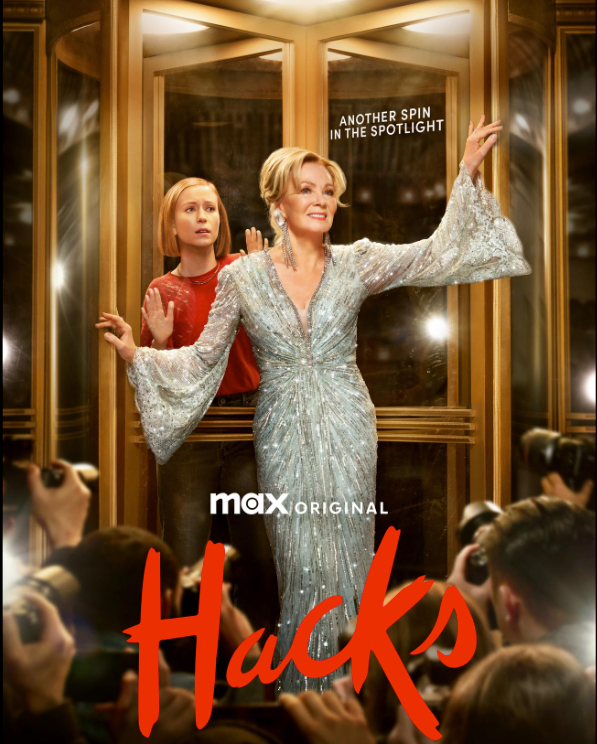 ANOTHER SPIN
IN THE SPOTLIGHT
max ORIGINAL
Hacks